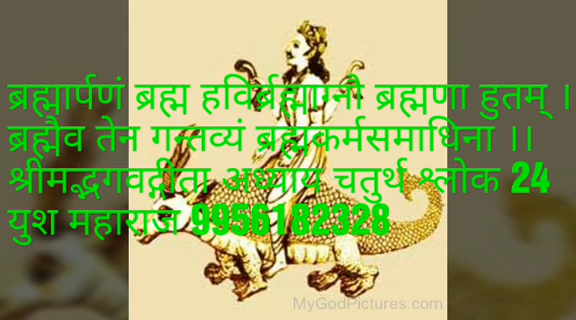 ब्रह्मार्पणं ब्रह्म हविर्ब्रह्माग्नौ ब्रह्मणा हुतम् ।
ब्रह्मैव तेन गन्तव्यं ब्रह्मकर्मसमाधिना ।।
श्रीमद्भगवद्गीता अध्याय चतुर्थ श्लोक 24
युश महाराज 9956182328
MyGodPictures.com